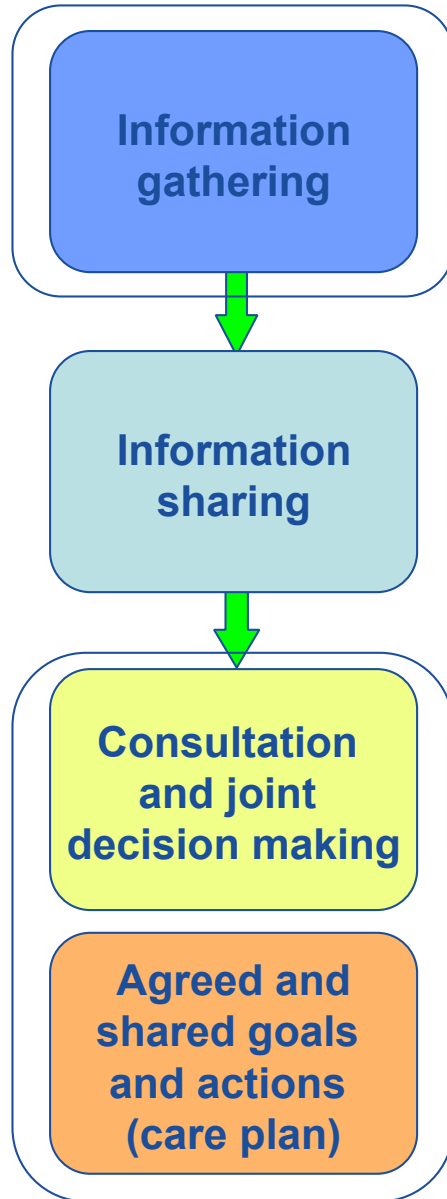 Information
gathering
Information
sharing
Consultation
and joint
decision making
Agreed and
shared goals
and actions
(care plan)